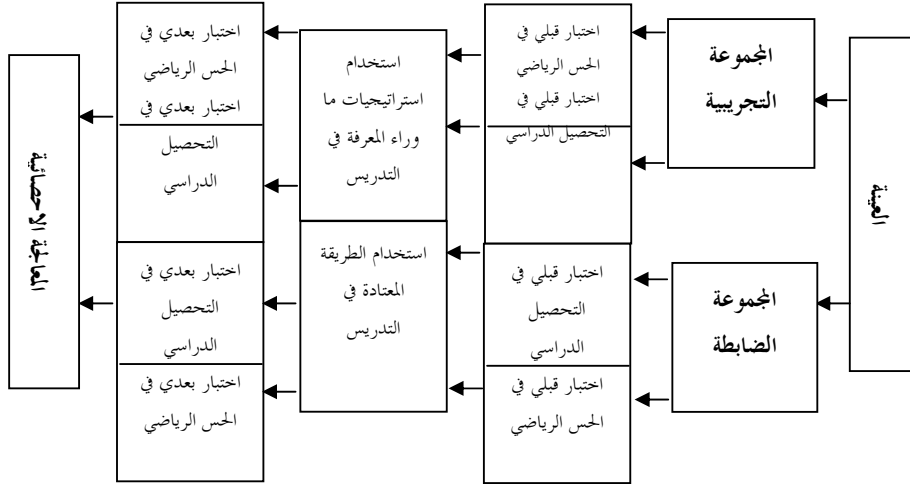 العينة
المجموعة
التجريبية
المجموعة
الضابطة
اختبار قبلي في
الحس الرياضي
اختبار قبلي في
التحصيل الدراسي
اختبار قبلي في
التحصيل
الدراسي
اختبار قبلي في
الحس الرياضي
استخدام
استراتيجيات ما
وراء المعرفة في
التدريس
استخدام الطريقة
المعتادة في
التدريس
اختبار بعدي في
الحس الرياضي
اختبار بعدي في
التحصيل
الدراسي
اختبار بعدي في
التحصيل
الدراسي
اختبار بعدي في
الحس الرياضي
المعالجة الاحصائية